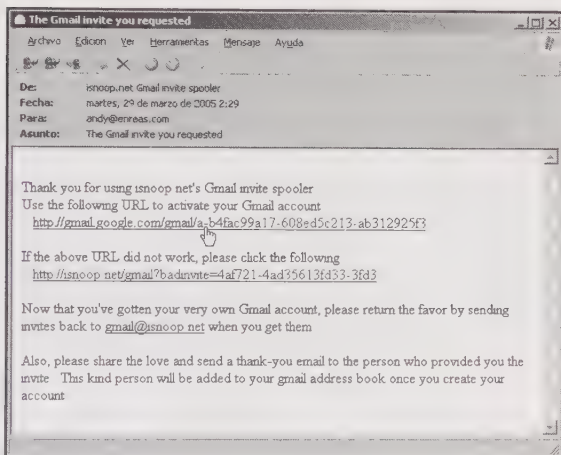 The Gmail invite you requested
Archivo Edicion Ver Herramientas Mensaje Ayuda
De: isnoop.net Gmail invite spooler
Fecha: martes, 29 de marzo de 2005 2:29
Para: andy@enreas.com
Asunto: The Gmail invite you requested
Thank you for using isnoop net's Gmail invite spooler
Use the following URL to activate your Gmail account
http://gmail.google.com/gmail/a-b4fac99a17-608ed5c213-ab312925f3
If the above URL did not work, please click the following
http //isnoop net/gmail?badinvite=4af721-4ad35613fd33-3fd3
Now that you've gotten your very own Gmail account, please return the favor by sending
invites back to gmail@isnoop net when you get them
Also, please share the love and send a thank-you email to the person who provided you the
invite This kind person will be added to your gmail address book once you create your
account